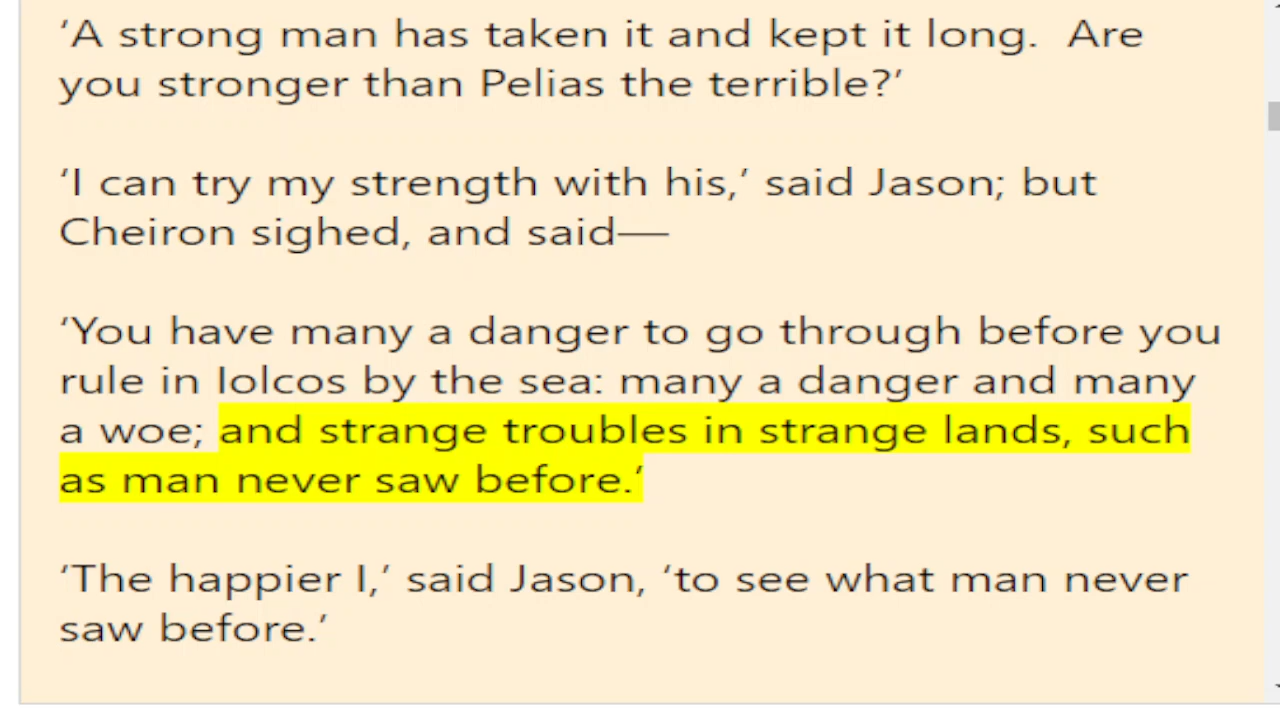 ‘A strong man has taken it and kept it long.  Are
you stronger than Pelias the terrible?’
‘I can try my strength with his,’ said Jason; but
Cheiron sighed, and said—
‘You have many a danger to go through before you
rule in Iolcos by the sea: many a danger and many
a woe; and strange troubles in strange lands, such
as man never saw before.’
‘The happier I,’ said Jason, ‘to see what man never
saw before.’